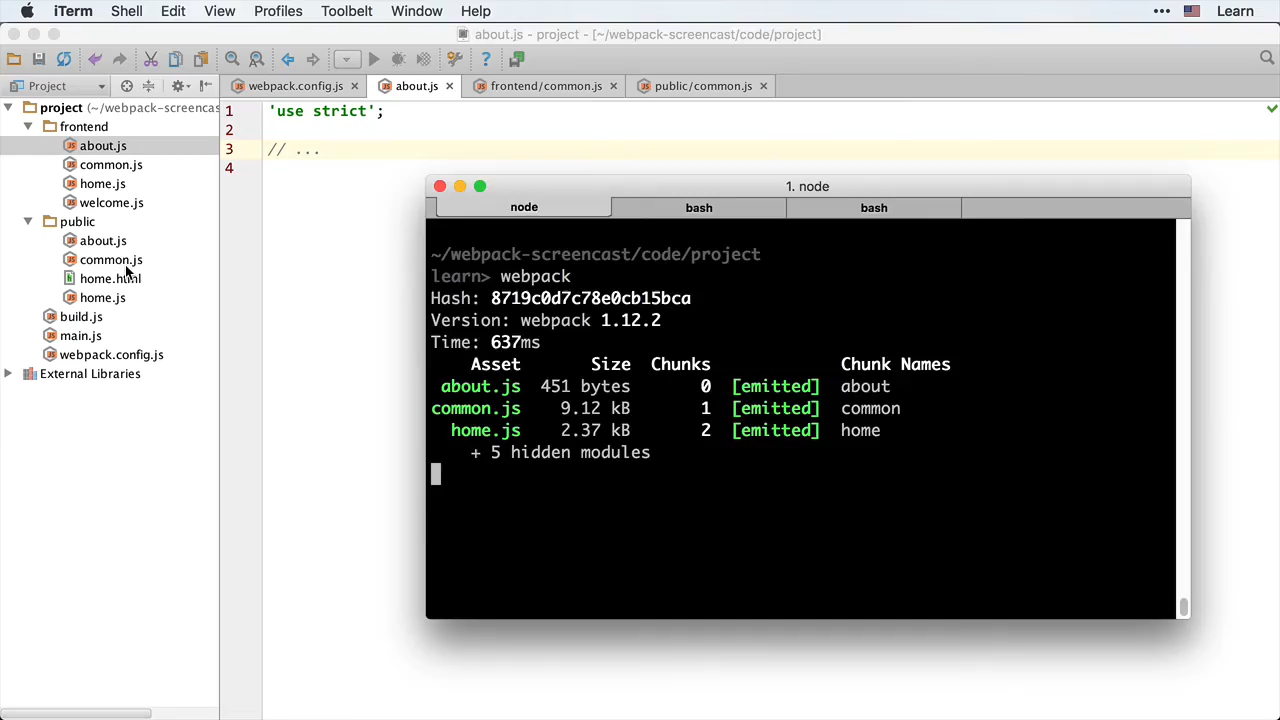 iTerm Shell Edit View Profiles Toolbelt Window Help ••• Learn
about.js - project - [~/webpack-screencast/code/project]
Project
webpack.config.js about.js frontend/common.js public/common.js
project (~/webpack-screencas
frontend
about.js
common.js
home.js
welcome.js
public
about.js
common.js
home.html
home.js
build.js
main.js
webpack.config.js
External Libraries
1 'use strict';
2
3 // ...
4
1. node
node bash bash
~/webpack-screencast/code/project
learn> webpack
Hash: 8719c0d7c78e0cb15bca
Version: webpack 1.12.2
Time: 637ms
Asset Size Chunks Chunk Names
about.js 451 bytes 0 [emitted] about
common.js 9.12 kB 1 [emitted] common
home.js 2.37 kB 2 [emitted] home
+ 5 hidden modules